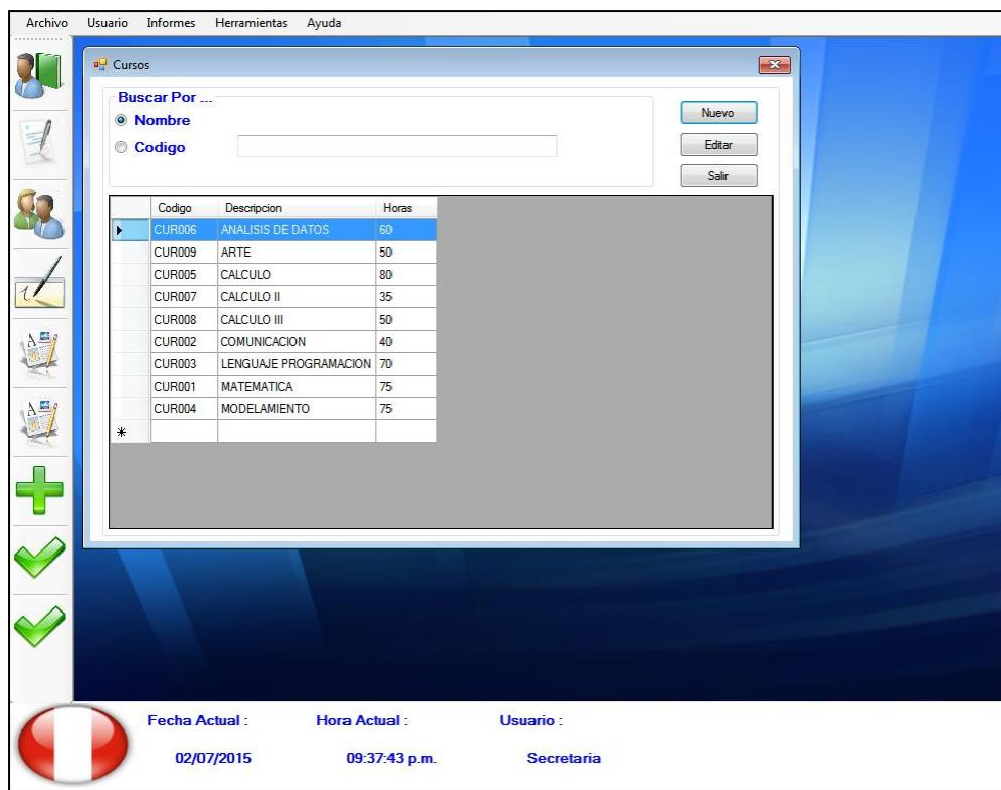 Archivo Usuario Informes Herramientas Ayuda
Cursos
Buscar Por ...
Nombre
Codigo
Nuevo
Editar
Salir
Codigo Descripcion Horas
CUR006 ANALISIS DE DATOS 60
CUR009 ARTE 50
CUR005 CALCULO 80
CUR007 CALCULO II 35
CUR008 CALCULO III 50
CUR002 COMUNICACION 40
CUR003 LENGUAJE PROGRAMACION 70
CUR001 MATEMATICA 75
CUR004 MODELAMIENTO 75
Fecha Actual : Hora Actual : Usuario :
02/07/2015 09:37:43 p.m. Secretaria